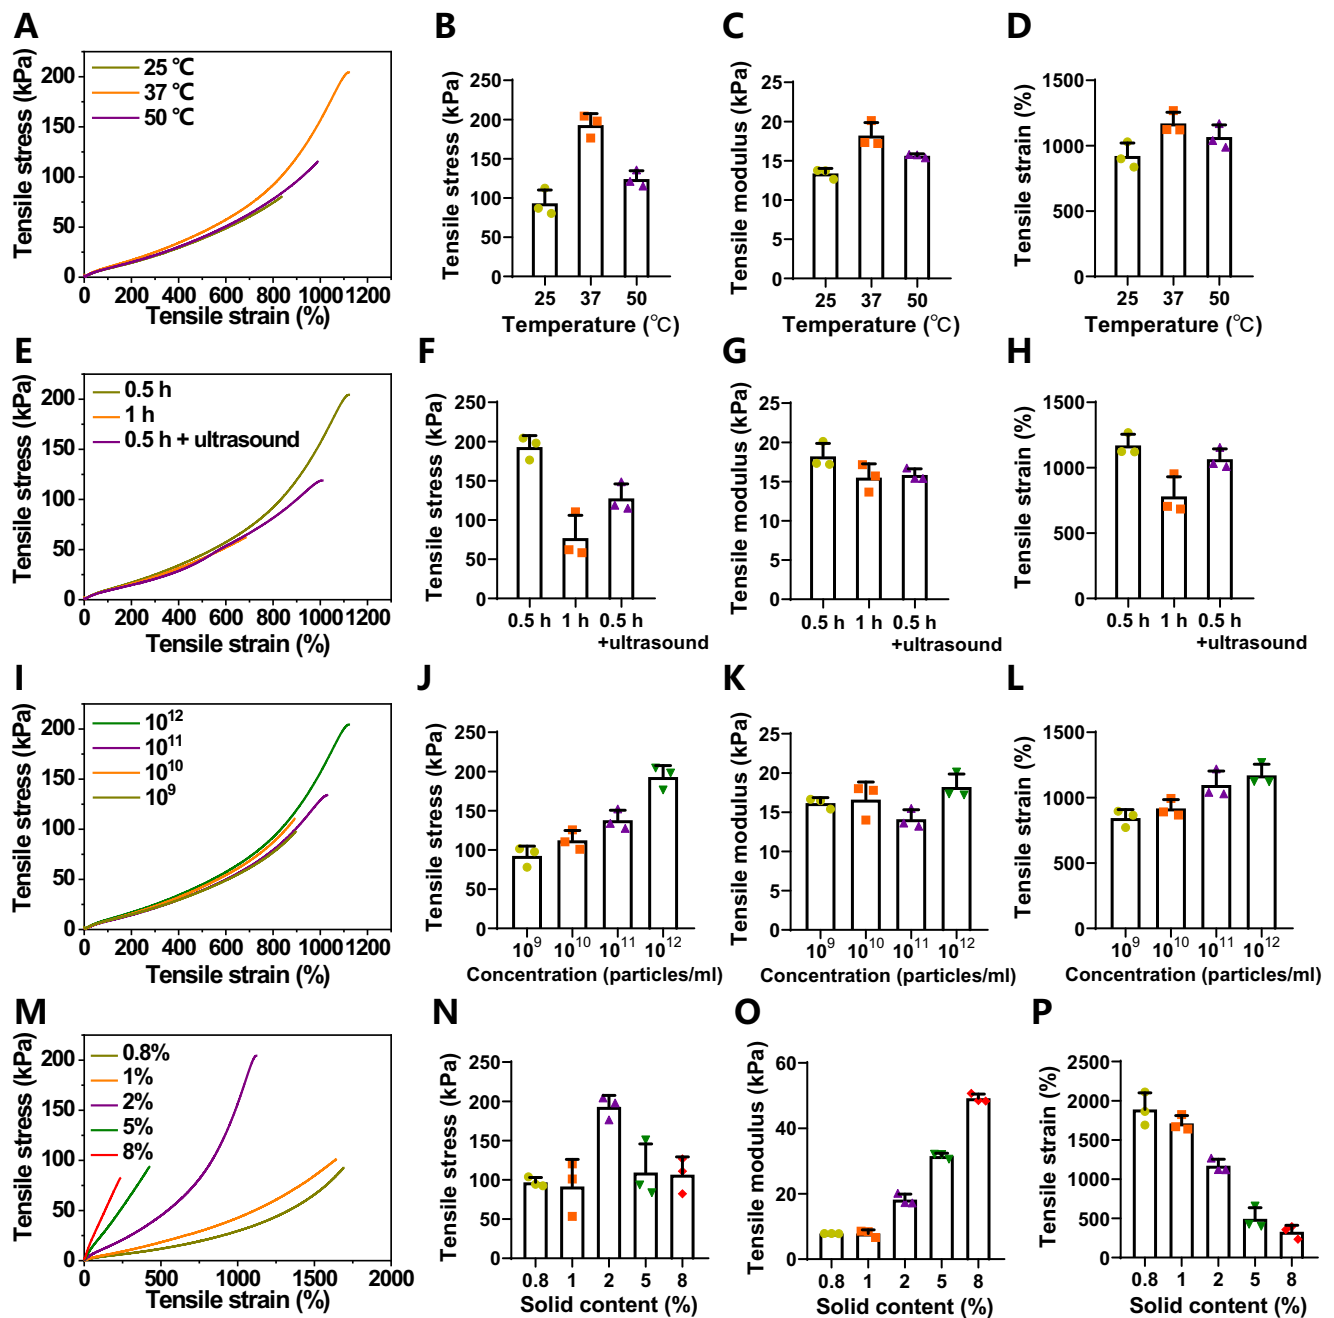 A
Tensile stress (kPa)
200
150
100
50
0
25 ℃
37 ℃
50 ℃
0 200 400 600 800 1000 1200
Tensile strain (%)
B
Tensile stress (kPa)
250
200
150
100
50
0
25 37 50
Temperature (℃)
C
Tensile modulus (kPa)
25
20
15
10
5
0
25 37 50
Temperature (℃)
D
Tensile strain (%)
1500
1000
500
0
25 37 50
Temperature (℃)
E
Tensile stress (kPa)
200
150
100
50
0
0.5 h
1 h
0.5 h + ultrasound
0 200 400 600 800 1000 1200
Tensile strain (%)
F
Tensile stress (kPa)
250
200
150
100
50
0
0.5 h 1 h 0.5 h
+ultrasound
G
Tensile modulus (kPa)
25
20
15
10
5
0
0.5 h 1 h 0.5 h
+ultrasound
H
Tensile strain (%)
1500
1000
500
0
0.5 h 1 h 0.5 h
+ultrasound
I
Tensile stress (kPa)
200
150
100
50
0
10¹²
10¹¹
10¹⁰
10⁹
0 200 400 600 800 1000 1200
Tensile strain (%)
J
Tensile stress (kPa)
250
200
150
100
50
0
10⁹ 10¹⁰ 10¹¹ 10¹²
Concentration (particles/ml)
K
Tensile modulus (kPa)
25
20
15
10
5
0
10⁹ 10¹⁰ 10¹¹ 10¹²
Concentration (particles/ml)
L
Tensile strain (%)
1500
1000
500
0
10⁹ 10¹⁰ 10¹¹ 10¹²
Concentration (particles/ml)
M
Tensile stress (kPa)
200
150
100
50
0
0.8%
1%
2%
5%
8%
0 500 1000 1500 2000
Tensile strain (%)
N
Tensile stress (kPa)
250
200
150
100
50
0
0.8 1 2 5 8
Solid content (%)
O
Tensile modulus (kPa)
60
40
20
0
0.8 1 2 5 8
Solid content (%)
P
Tensile strain (%)
2500
2000
1500
1000
500
0
0.8 1 2 5 8
Solid content (%)